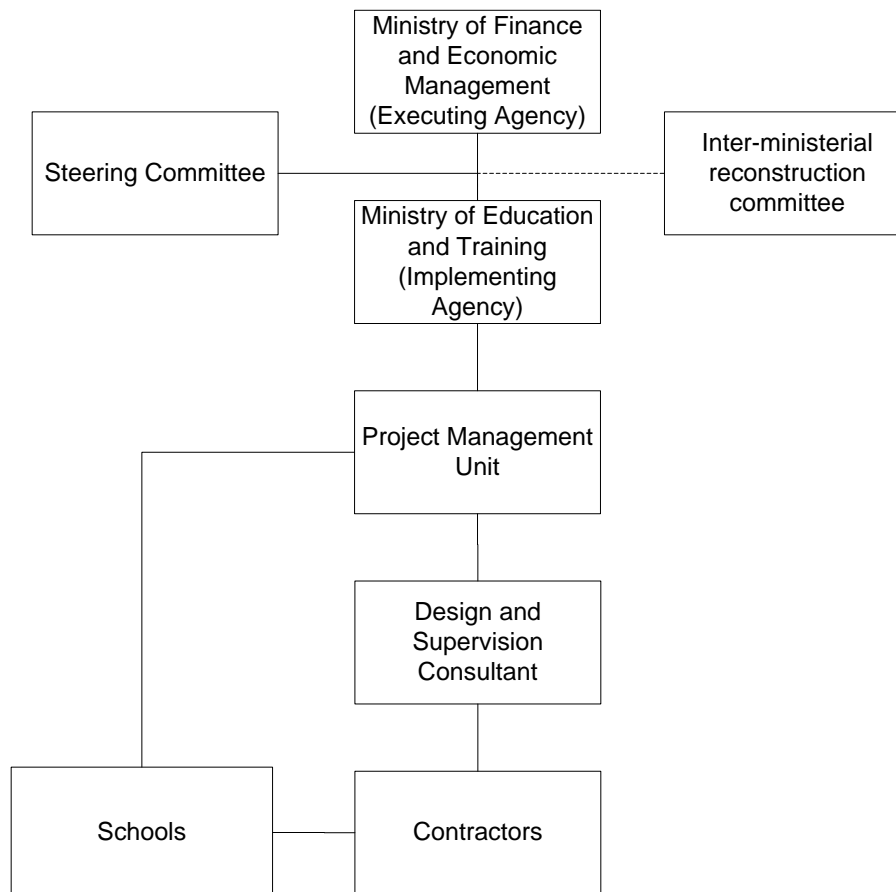 Ministry of Finance
and Economic
Management
(Executing Agency)
Steering Committee
Inter-ministerial
reconstruction
committee
Ministry of Education
and Training
(Implementing
Agency)
Project Management
Unit
Design and
Supervision
Consultant
Schools
Contractors